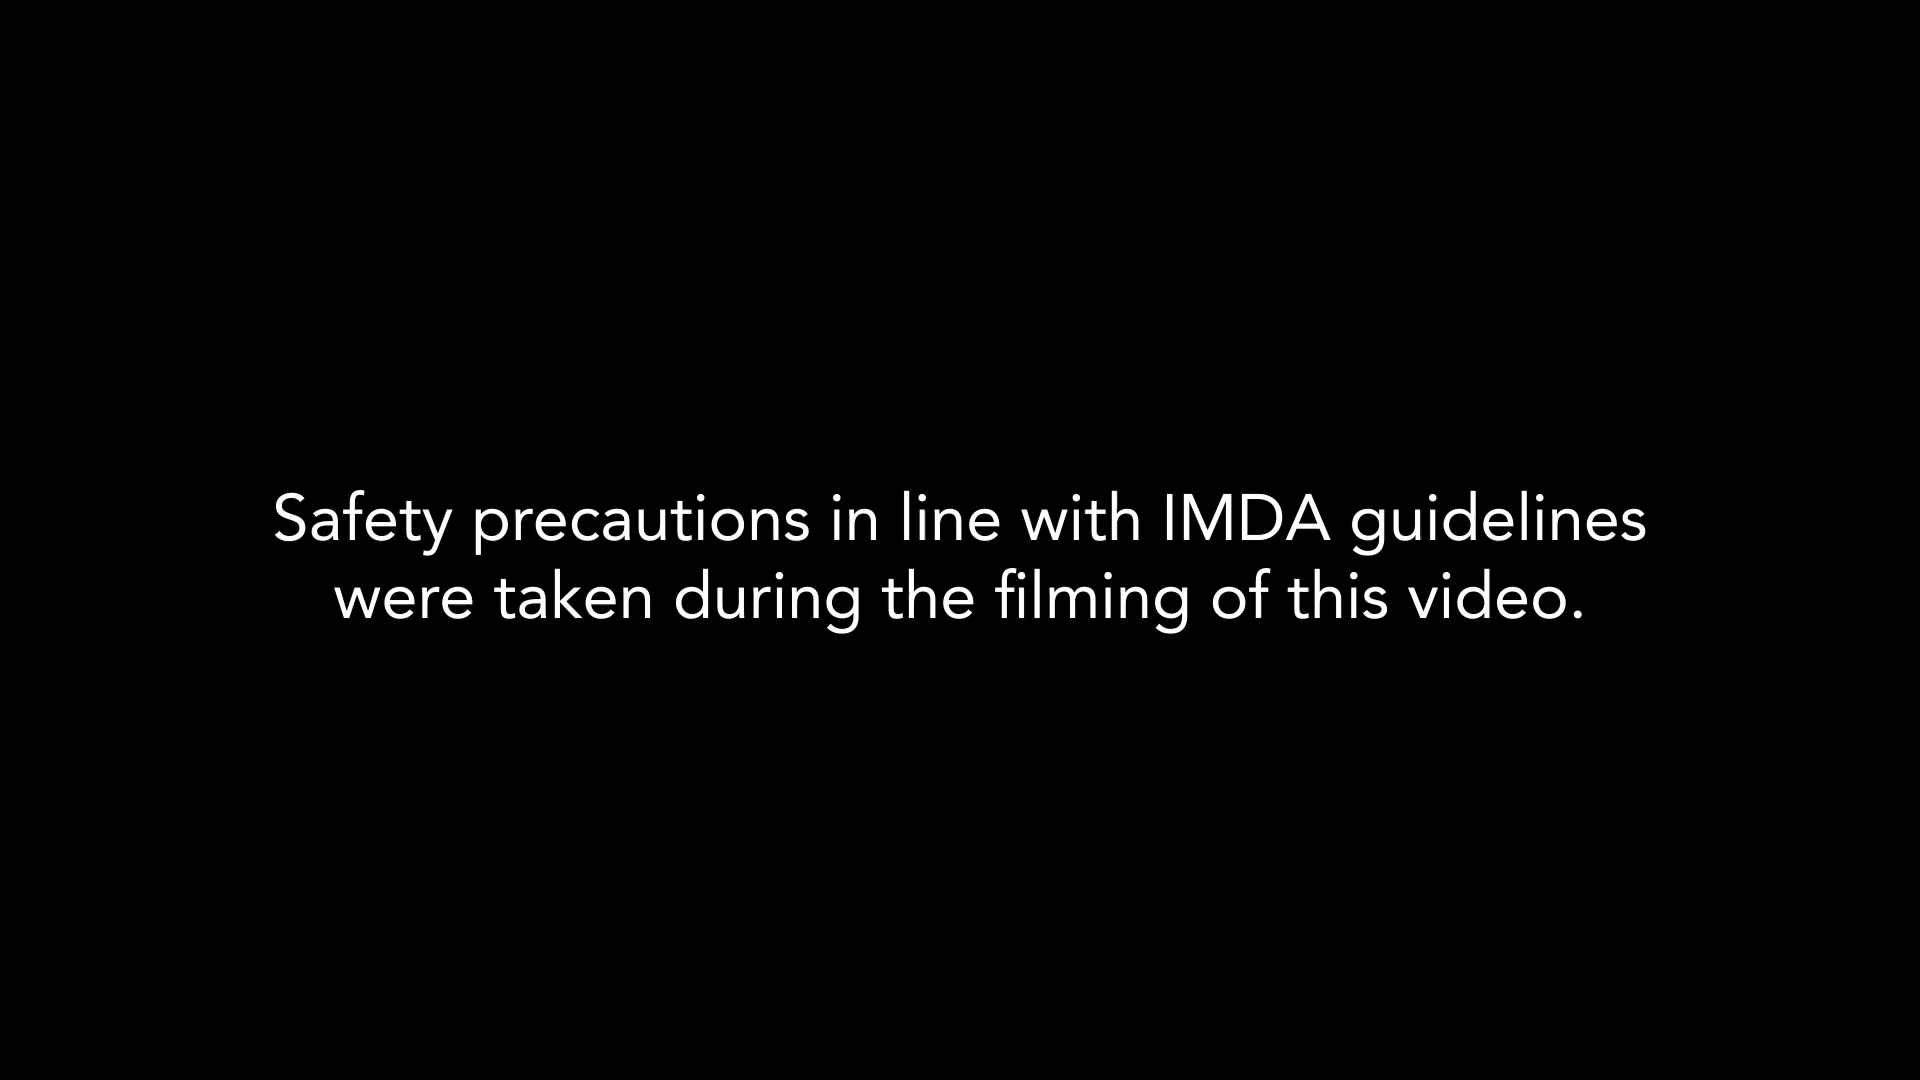 Safety precautions in line with IMDA guidelines
were taken during the filming of this video.